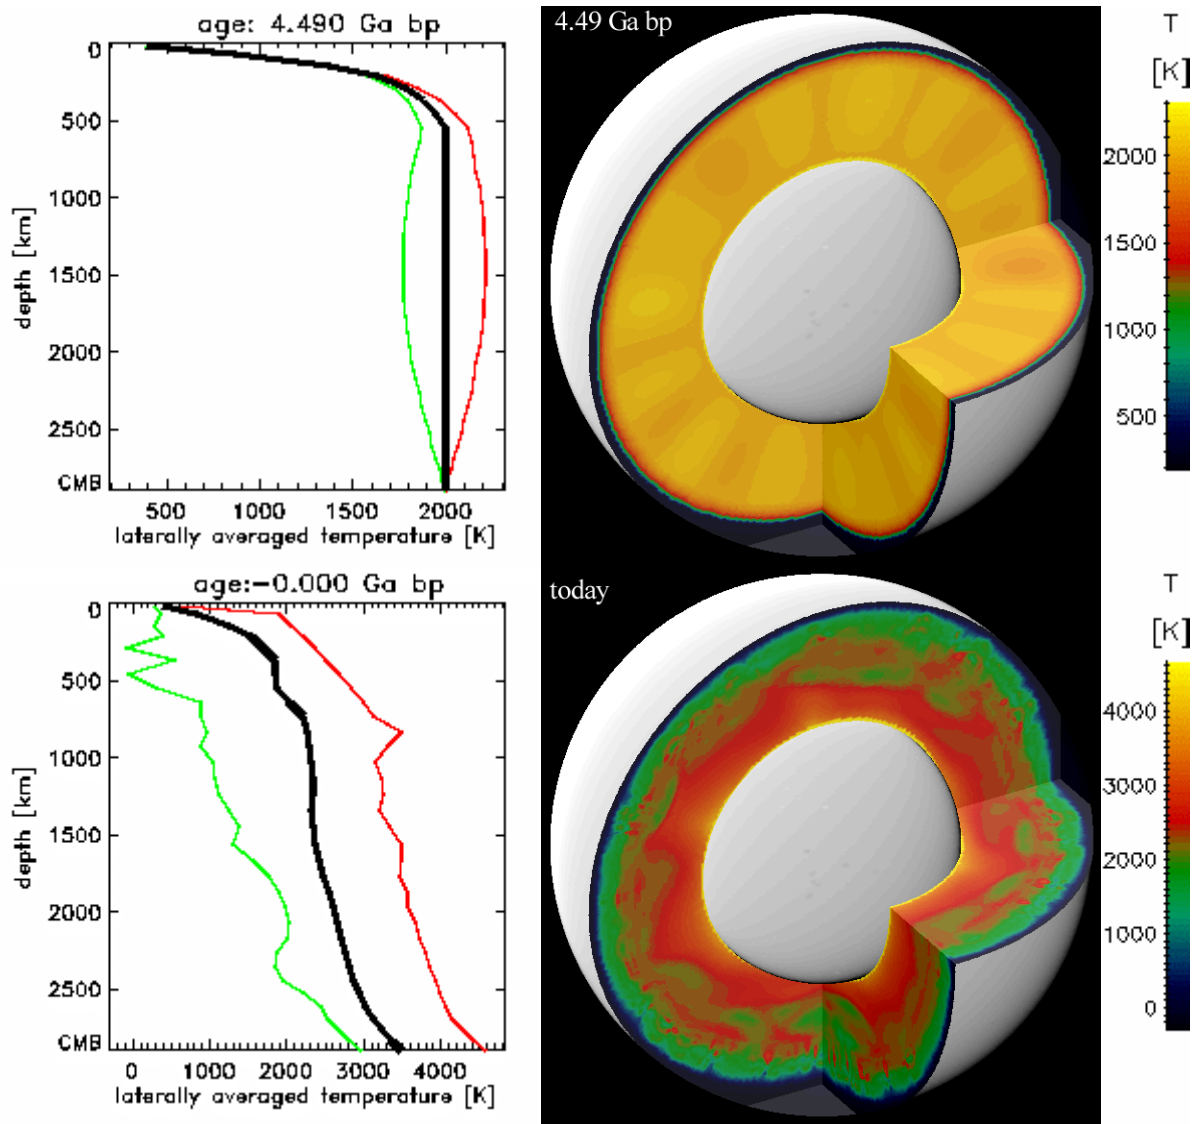 age: 4.490 Ga bp
0
500
1000
1500
2000
2500
CMB
depth [km]
500 1000 1500 2000
laterally averaged temperature [K]
4.49 Ga bp
T
[K]
2000
1500
1000
500
age:-0.000 Ga bp
0
500
1000
1500
2000
2500
CMB
depth [km]
0 1000 2000 3000 4000
laterally averaged temperature [K]
today
T
[K]
4000
3000
2000
1000
0